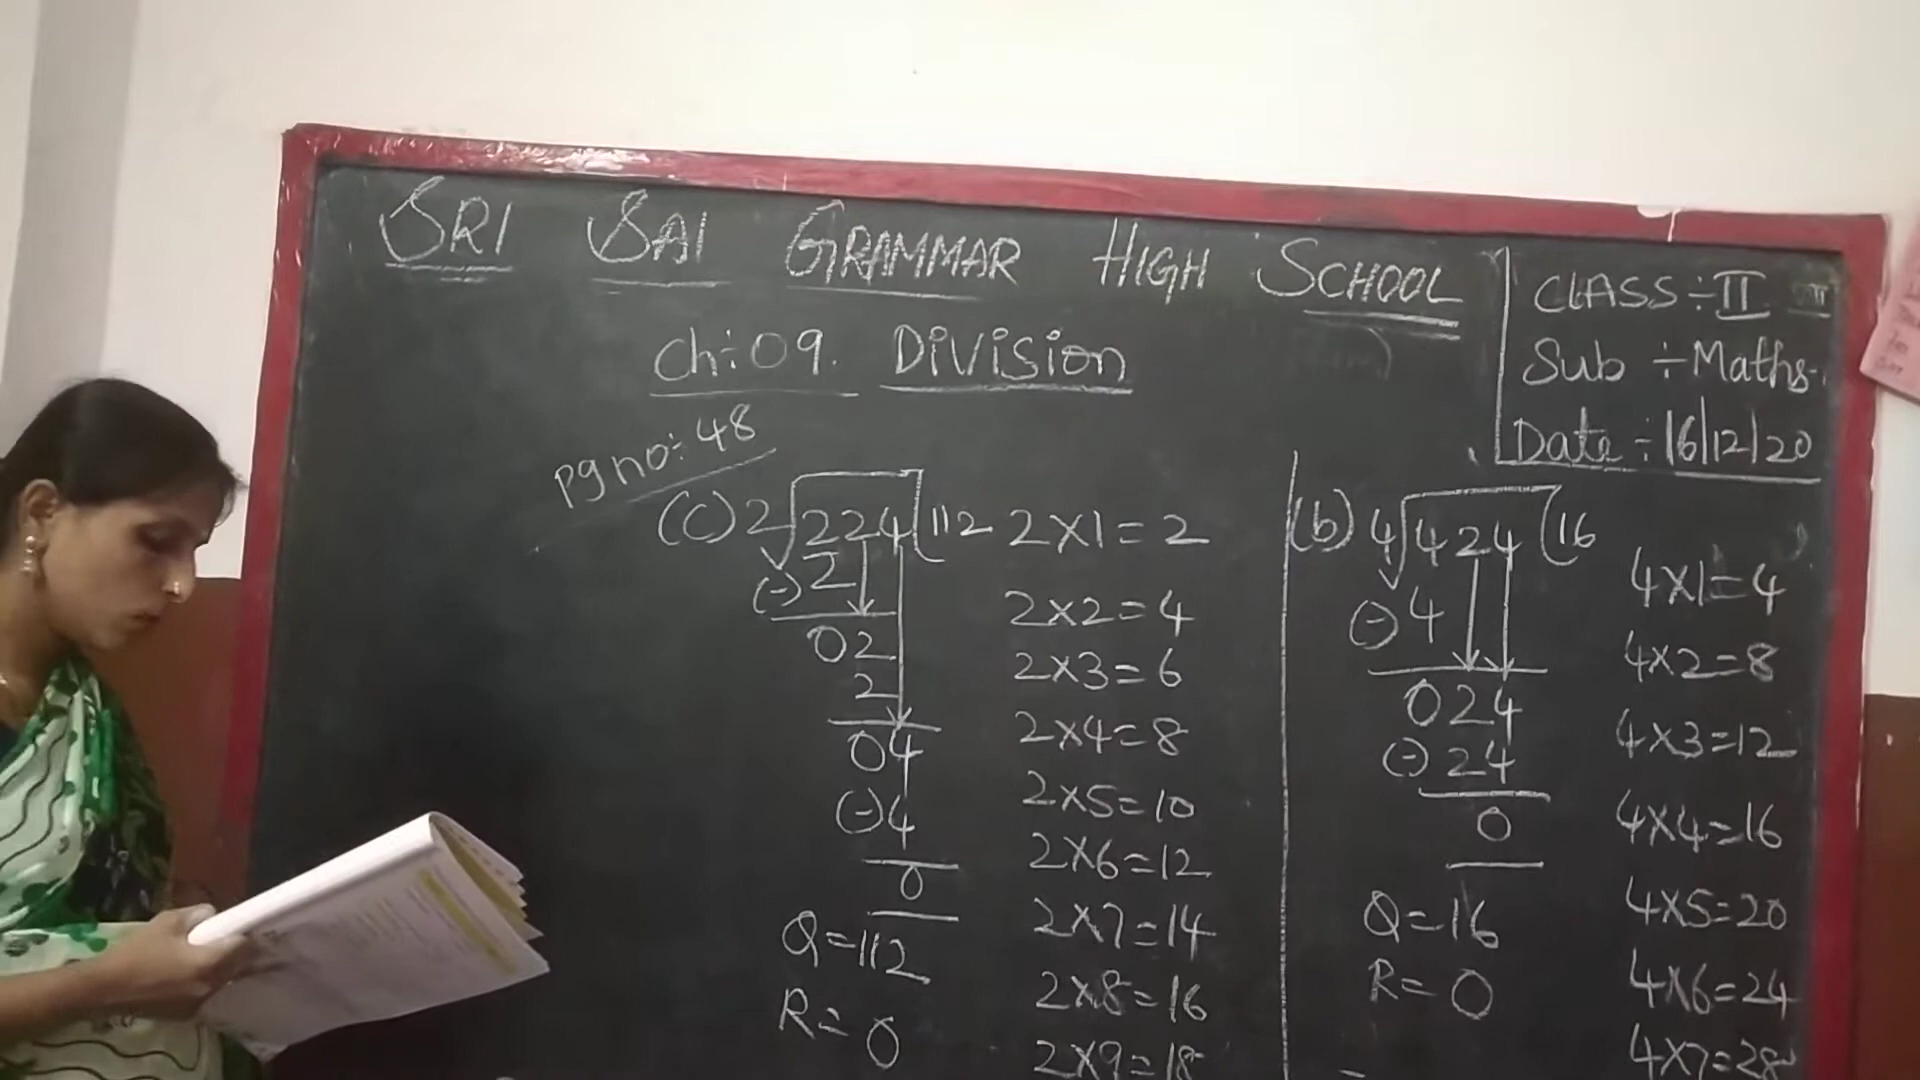 SRI SAI GRAMMAR HIGH SCHOOL
CLASS ÷ II
Sub ÷ Maths.
Date ÷ 16/12/20
Ch ÷ 09. Division
Pg no ÷ 48
(C) 2 224 112
(-) 2
02
2
04
(-) 4
0
Q = 112
R = 0
2×1=2
2×2=4
2×3=6
2×4=8
2×5=10
2×6=12
2×7=14
2×8=16
2×9=18
(b) 4 424 (16
(-) 4
024
(-) 24
0
Q = 16
R = 0
4×1=4
4×2=8
4×3=12
4×4=16
4×5=20
4×6=24
4×7=28